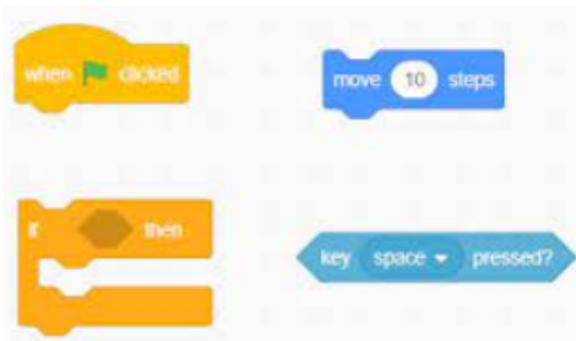 when clicked
move 10 steps
if then
key space pressed?